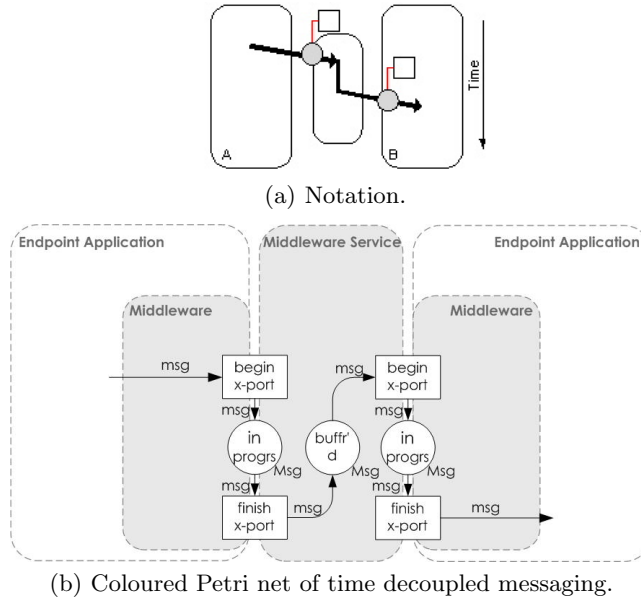 Time
A
B
(a) Notation.
Endpoint Application
Middleware Service
Endpoint Application
Middleware
Middleware
msg
begin
x-port
msg
begin
x-port
msg
msg
in
progrs
Msg
buffr'
d
Msg
in
progrs
Msg
msg
msg
finish
x-port
msg
finish
x-port
msg
(b) Coloured Petri net of time decoupled messaging.